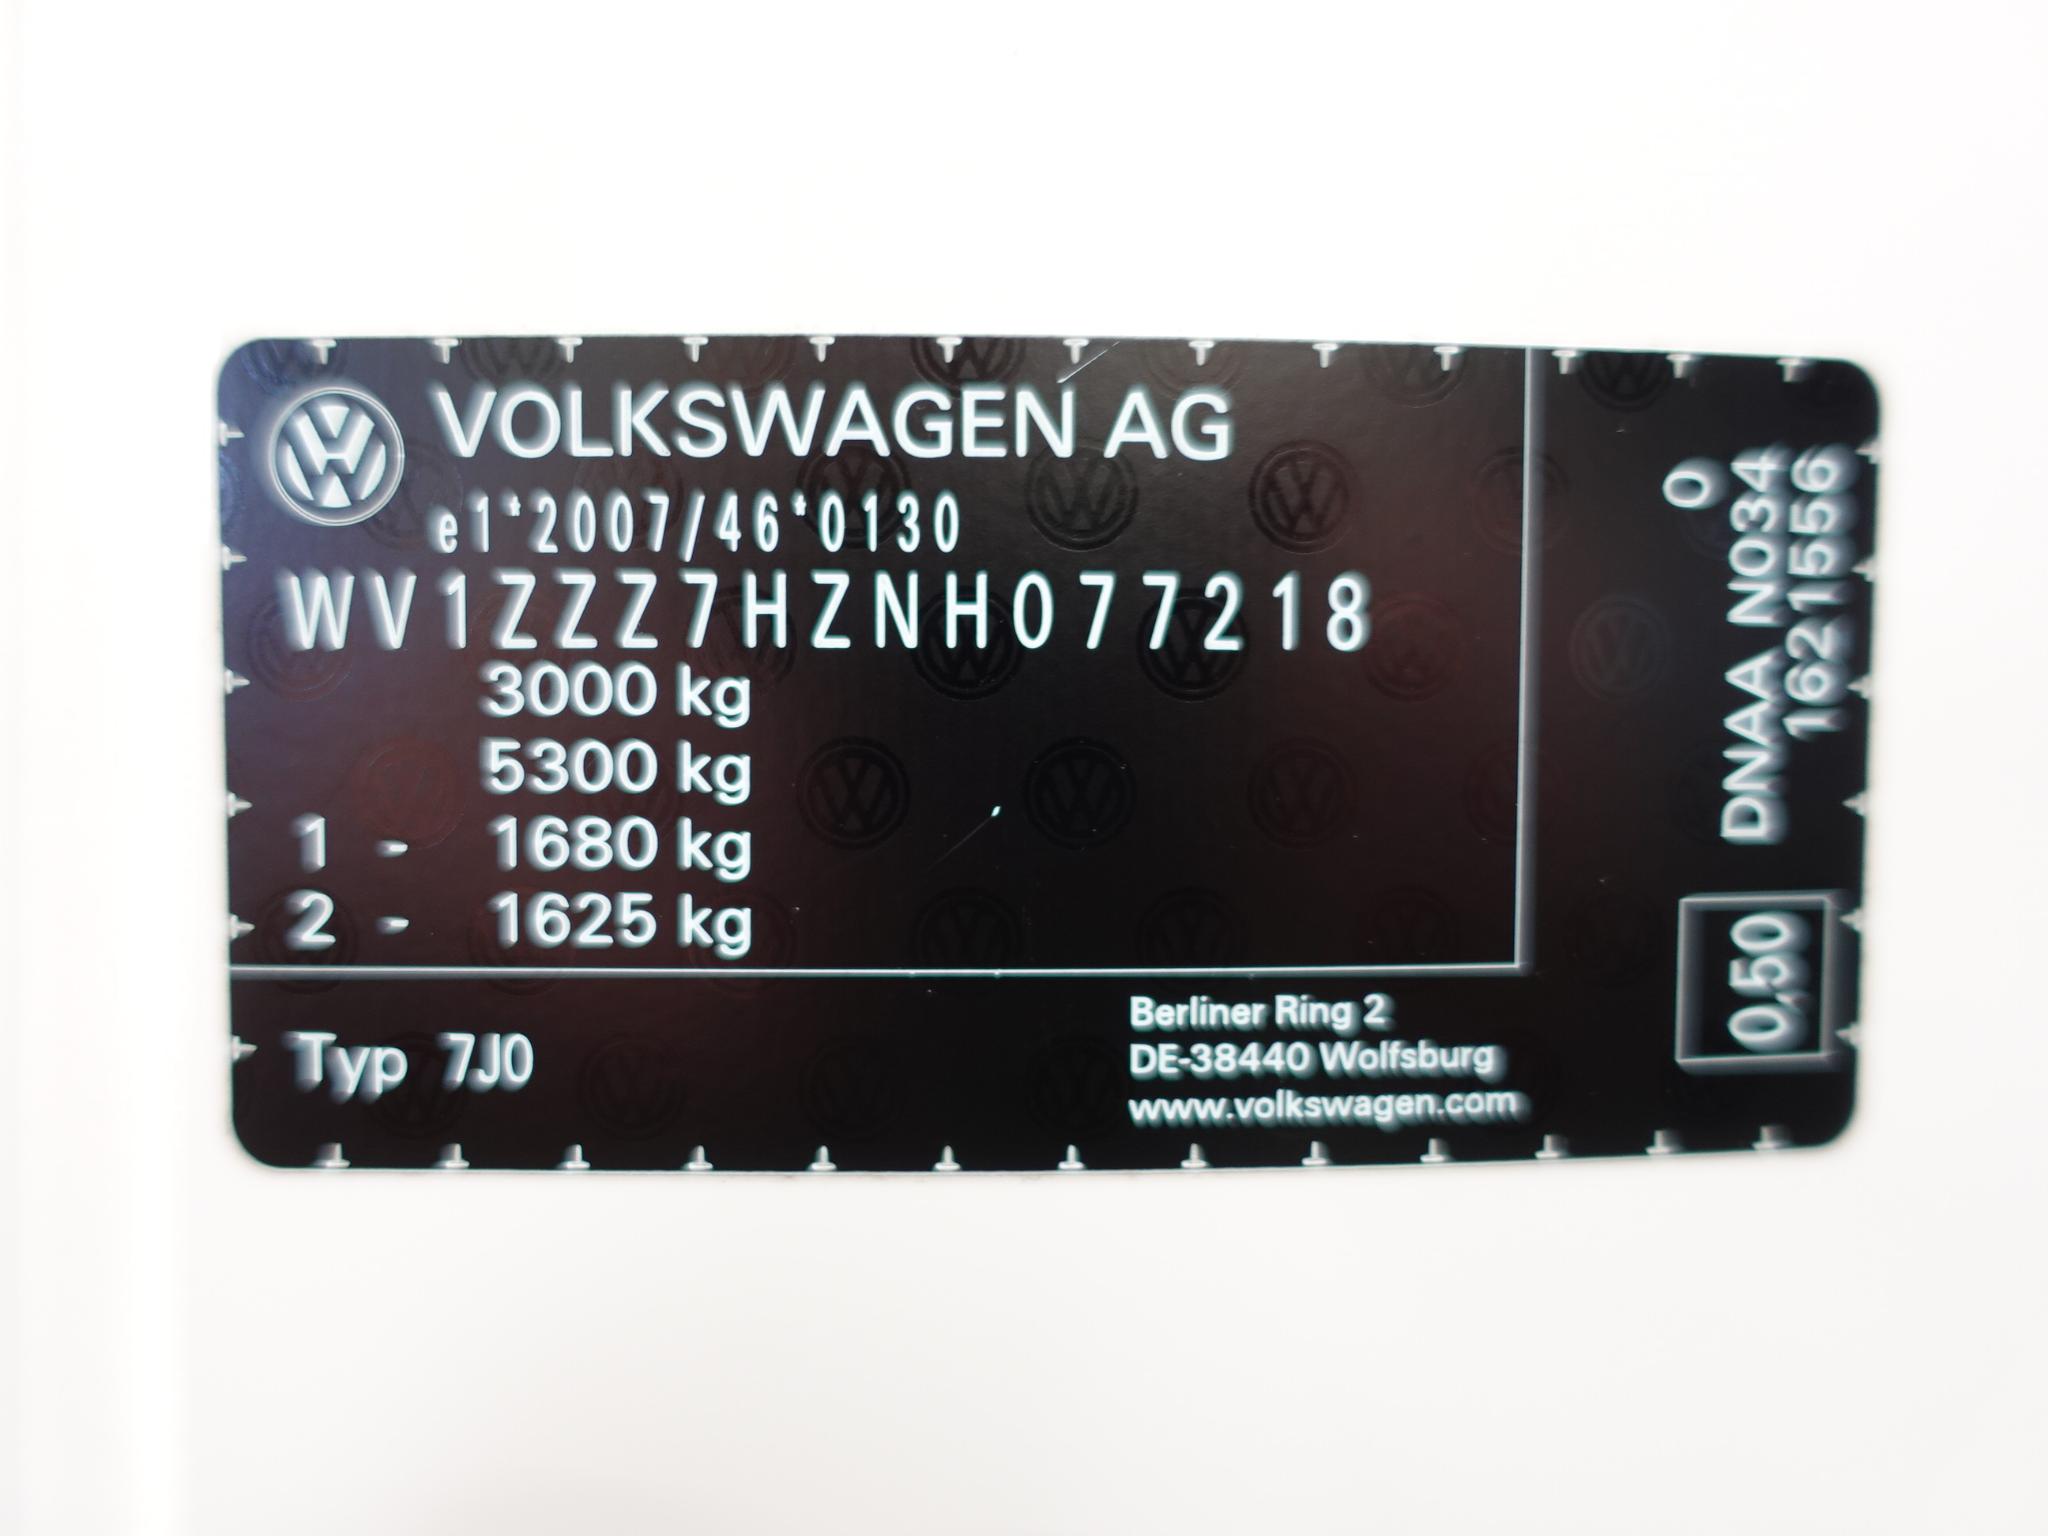 VOLKSWAGEN AG
e1*2007/46*0130
WV1ZZZ7HZNH077218
3000 kg
5300 kg
1 - 1680 kg
2 - 1625 kg
Typ 7J0
Berliner Ring 2
DE-38440 Wolfsburg
www.volkswagen.com
0
DNAA N034
1621556
0,50